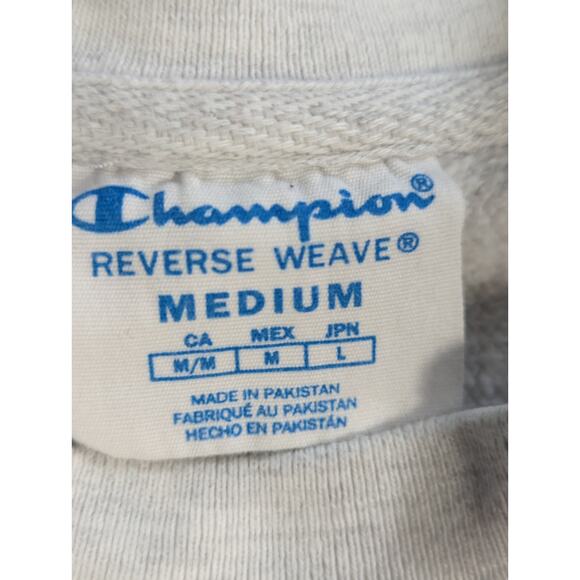 Champion®
REVERSE WEAVE®
MEDIUM
CA MEX JPN
M/M M L
MADE IN PAKISTAN
FABRIQUÉ AU PAKISTAN
HECHO EN PAKISTÁN